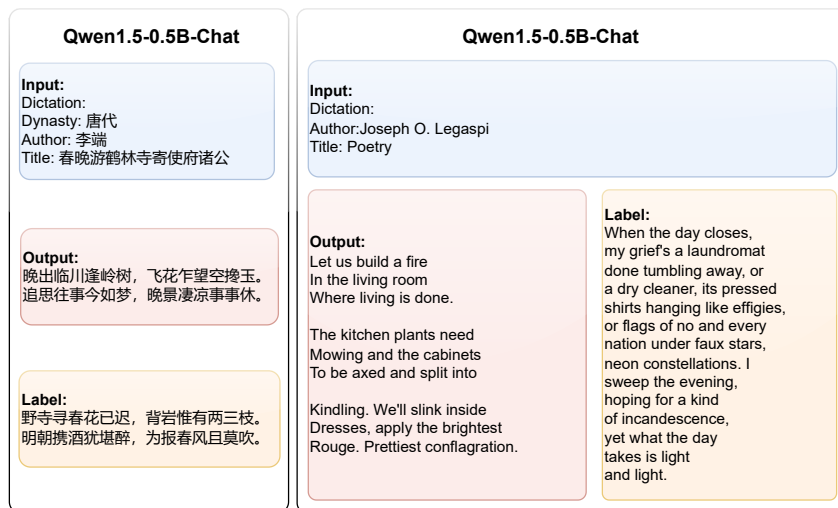 Qwen1.5-0.5B-Chat
Input:
Dictation:
Dynasty: 唐代
Author: 李端
Title: 春晚游鹤林寺寄使府诸公
Output:
晚出临川逢岭树，飞花乍望空搀玉。
追思往事今如梦，晚景凄凉事事休。
Label:
野寺寻春花已迟，背岩惟有两三枝。
明朝携酒犹堪醉，为报春风且莫吹。
Qwen1.5-0.5B-Chat
Input:
Dictation:
Author:Joseph O. Legaspi
Title: Poetry
Output:
Let us build a fire
In the living room
Where living is done.
The kitchen plants need
Mowing and the cabinets
To be axed and split into
Kindling. We'll slink inside
Dresses, apply the brightest
Rouge. Prettiest conflagration.
Label:
When the day closes,
my grief's a laundromat
done tumbling away, or
a dry cleaner, its pressed
shirts hanging like effigies,
or flags of no and every
nation under faux stars,
neon constellations. I
sweep the evening,
hoping for a kind
of incandescence,
yet what the day
takes is light
and light.